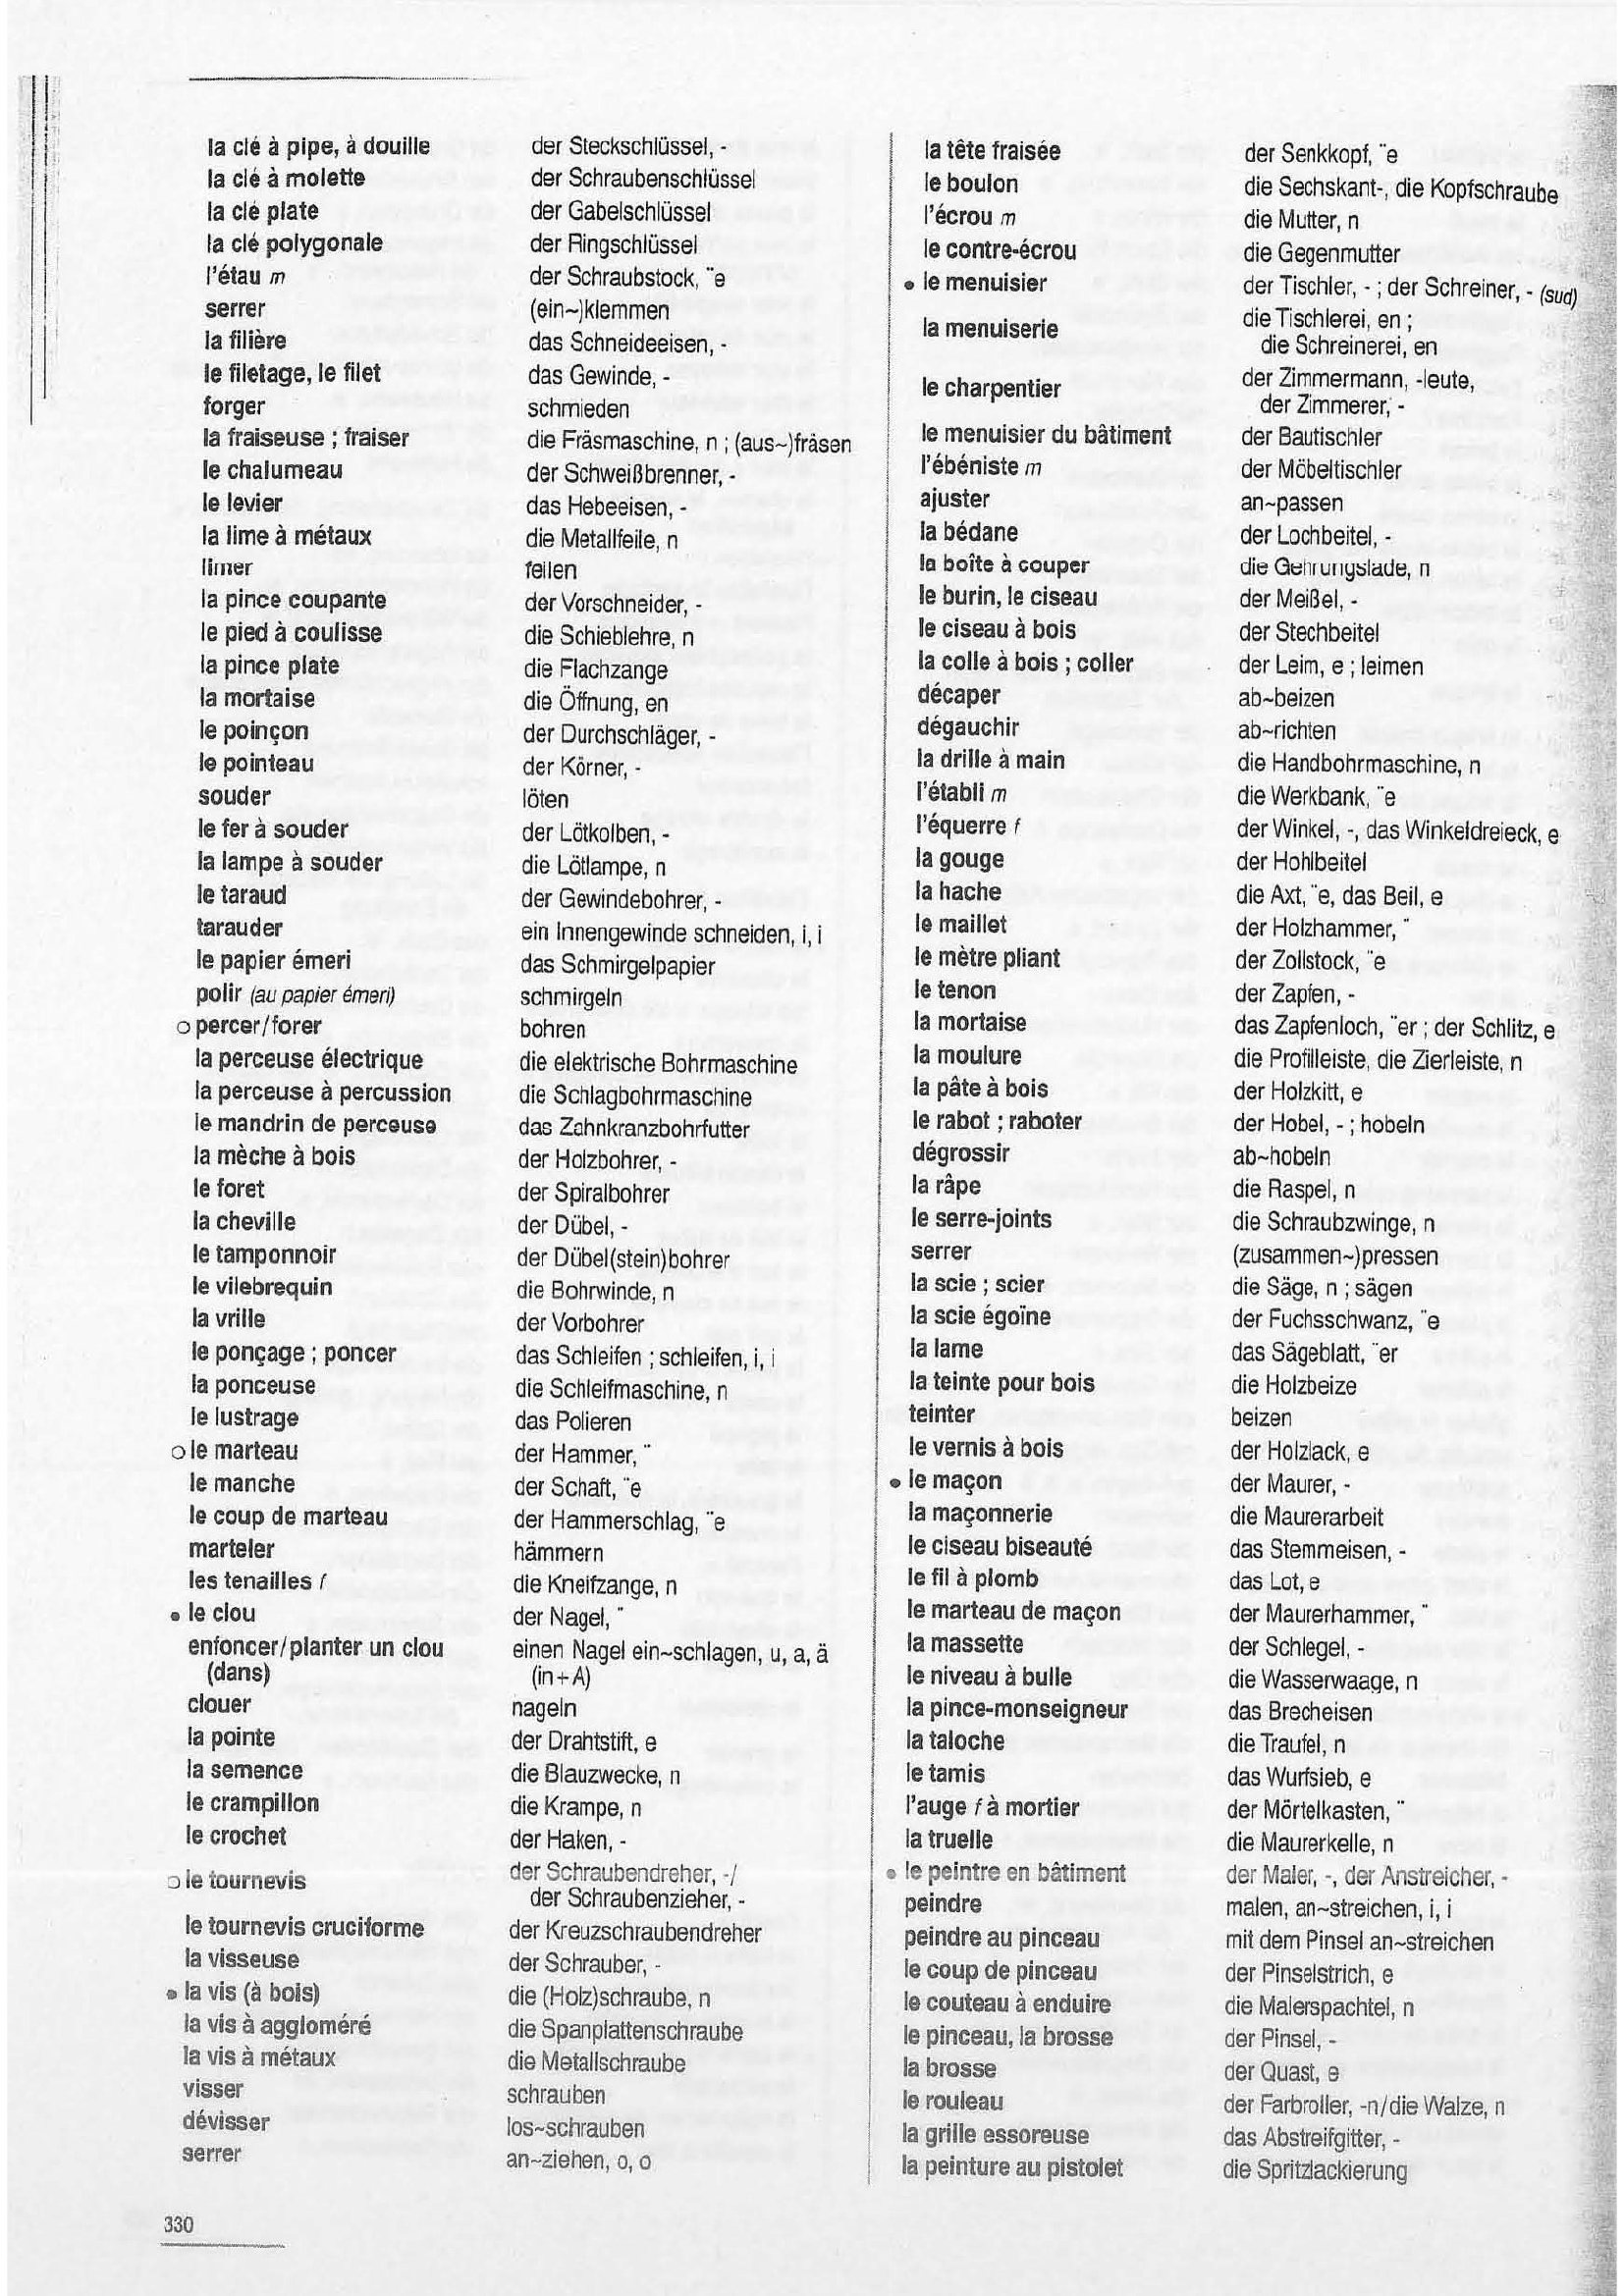 la clé à pipe, à douille der Steckschlüssel, -
la clé à molette der Schraubenschlüssel
la clé plate der Gabelschlüssel
la clé polygonale der Ringschlüssel
l'étau m der Schraubstock, ¨e
serrer (ein~)klemmen
la filière das Schneideeisen, -
le filetage, le filet das Gewinde, -
forger schmieden
la fraiseuse ; fraiser die Fräsmaschine, n ; (aus~)fräsen
le chalumeau der Schweißbrenner, -
le levier das Hebeeisen, -
la lime à métaux die Metallfeile, n
limer feilen
la pince coupante der Vorschneider, -
le pied à coulisse die Schieblehre, n
la pince plate die Flachzange
la mortaise die Öffnung, en
le poinçon der Durchschläger, -
le pointeau der Körner, -
souder löten
le fer à souder der Lötkolben, -
la lampe à souder die Lötlampe, n
le taraud der Gewindebohrer, -
tarauder ein Innengewinde schneiden, i, i
le papier émeri das Schmirgelpapier
polir (au papier émeri) schmirgeln
○ percer/forer bohren
la perceuse électrique die elektrische Bohrmaschine
la perceuse à percussion die Schlagbohrmaschine
le mandrin de perceuse das Zahnkranzbohrfutter
la mèche à bois der Holzbohrer, -
le foret der Spiralbohrer
la cheville der Dübel, -
le tamponnoir der Dübel(stein)bohrer
le vilebrequin die Bohrwinde, n
la vrille der Vorbohrer
le ponçage ; poncer das Schleifen ; schleifen, i, i
la ponceuse die Schleifmaschine, n
le lustrage das Polieren
○ le marteau der Hammer, ¨
le manche der Schaft, ¨e
le coup de marteau der Hammerschlag, ¨e
marteler hämmern
les tenailles f die Kneifzange, n
• le clou der Nagel, ¨
enfoncer/planter un clou einen Nagel ein~schlagen, u, a, ä
(dans) (in+A)
clouer nageln
la pointe der Drahtstift, e
la semence die Blauzwecke, n
le crampillon die Krampe, n
le crochet der Haken, -
○ le tournevis der Schraubendreher, -/
der Schraubenzieher, -
le tournevis cruciforme der Kreuzschraubendreher
la visseuse der Schrauber, -
• la vis (à bois) die (Holz)schraube, n
la vis à aggloméré die Spanplattenschraube
la vis à métaux die Metallschraube
visser schrauben
dévisser los~schrauben
serrer an~ziehen, o, o
330
la tête fraisée der Senkkopf, ¨e
le boulon die Sechskant-, die Kopfschraube
l'écrou m die Mutter, n
le contre-écrou die Gegenmutter
• le menuisier der Tischler, - ; der Schreiner, - (sud)
la menuiserie die Tischlerei, en ;
die Schreinerei, en
le charpentier der Zimmermann, -leute,
der Zimmerer, -
le menuisier du bâtiment der Bautischler
l'ébéniste m der Möbeltischler
ajuster an~passen
la bédane der Lochbeitel, -
la boîte à couper die Gehrungslade, n
le burin, le ciseau der Meißel, -
le ciseau à bois der Stechbeitel
la colle à bois ; coller der Leim, e ; leimen
décaper ab~beizen
dégauchir ab~richten
la drille à main die Handbohrmaschine, n
l'établi m die Werkbank, ¨e
l'équerre f der Winkel, -, das Winkeldreieck, e
la gouge der Hohlbeitel
la hache die Axt, ¨e, das Beil, e
le maillet der Holzhammer, ¨
le mètre pliant der Zollstock, ¨e
le tenon der Zapfen, -
la mortaise das Zapfenloch, ¨er ; der Schlitz, e
la moulure die Profilleiste, die Zierleiste, n
la pâte à bois der Holzkitt, e
le rabot ; raboter der Hobel, - ; hobeln
dégrossir ab~hobeln
la râpe die Raspel, n
le serre-joints die Schraubzwinge, n
serrer (zusammen~)pressen
la scie ; scier die Säge, n ; sägen
la scie égoïne der Fuchsschwanz, ¨e
la lame das Sägeblatt, ¨er
la teinte pour bois die Holzbeize
teinter beizen
le vernis à bois der Holzlack, e
• le maçon der Maurer, -
la maçonnerie die Maurerarbeit
le ciseau biseauté das Stemmeisen, -
le fil à plomb das Lot, e
le marteau de maçon der Maurerhammer, ¨
la massette der Schlegel, -
le niveau à bulle die Wasserwaage, n
la pince-monseigneur das Brecheisen
la taloche die Traufel, n
le tamis das Wurfsieb, e
l'auge f à mortier der Mörtelkasten, ¨
la truelle die Maurerkelle, n
• le peintre en bâtiment der Maler, -, der Anstreicher, -
peindre malen, an~streichen, i, i
peindre au pinceau mit dem Pinsel an~streichen
le coup de pinceau der Pinselstrich, e
le couteau à enduire die Malerspachtel, n
le pinceau, la brosse der Pinsel, -
la brosse der Quast, e
le rouleau der Farbroller, -n/die Walze, n
la grille essoreuse das Abstreifgitter, -
la peinture au pistolet die Spritzlackierung